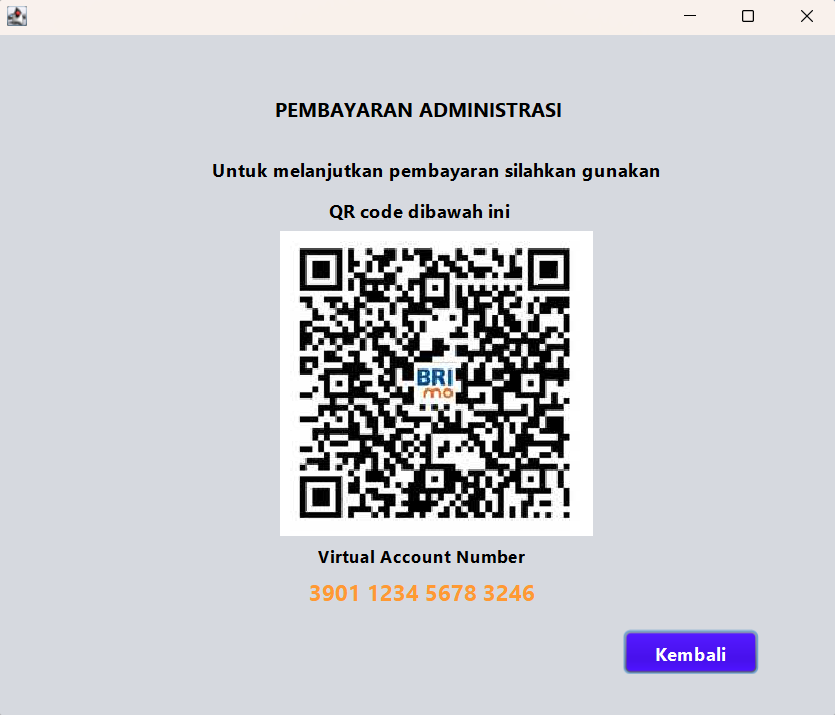 PEMBAYARAN ADMINISTRASI
Untuk melanjutkan pembayaran silahkan gunakan
QR code dibawah ini
BRI
mo
Virtual Account Number
3901 1234 5678 3246
Kembali